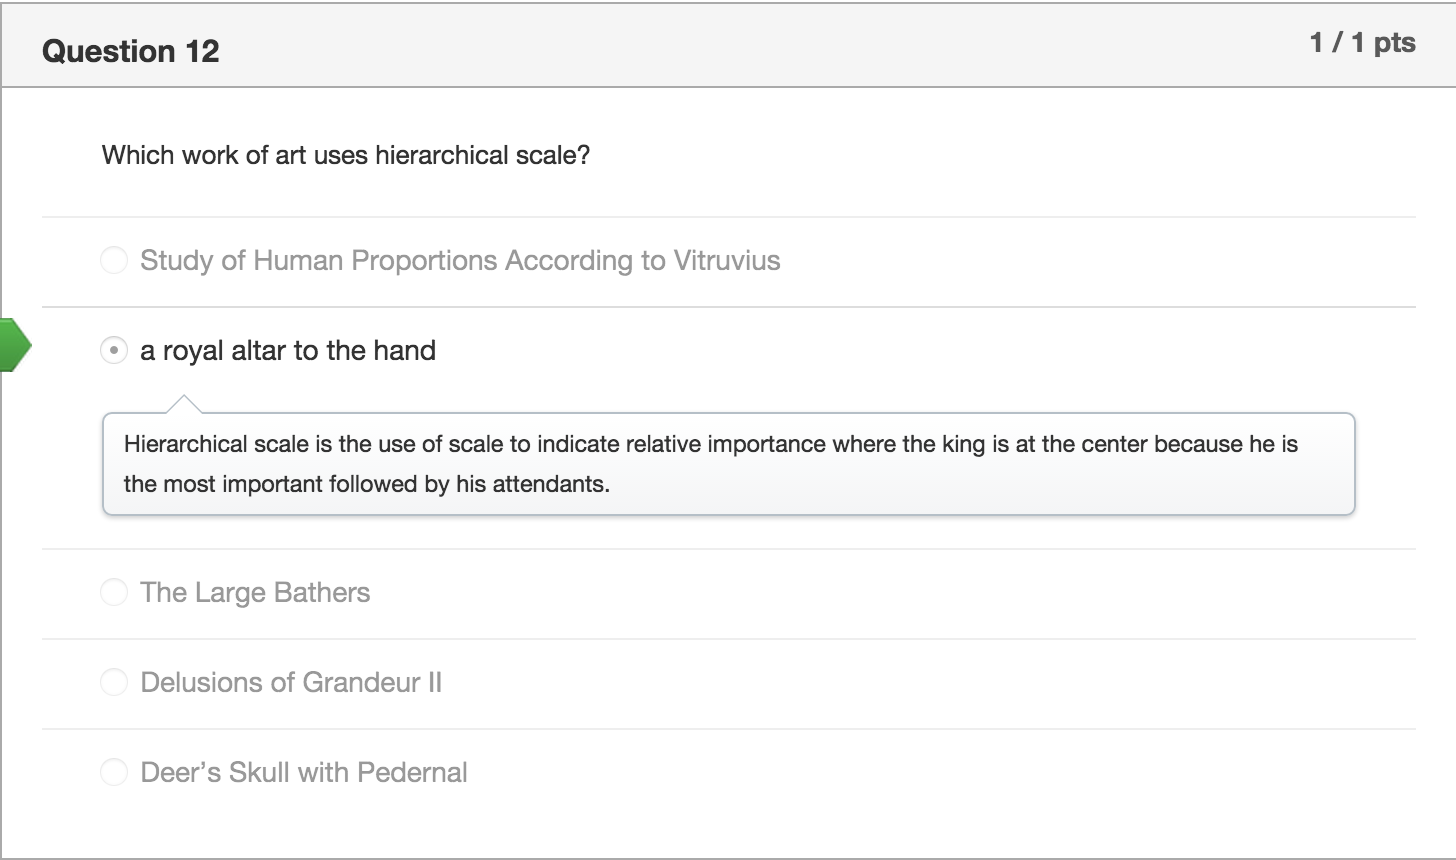 Question 12
1 / 1 pts
Which work of art uses hierarchical scale?
Study of Human Proportions According to Vitruvius
a royal altar to the hand
Hierarchical scale is the use of scale to indicate relative importance where the king is at the center because he is
the most important followed by his attendants.
The Large Bathers
Delusions of Grandeur II
Deer’s Skull with Pedernal